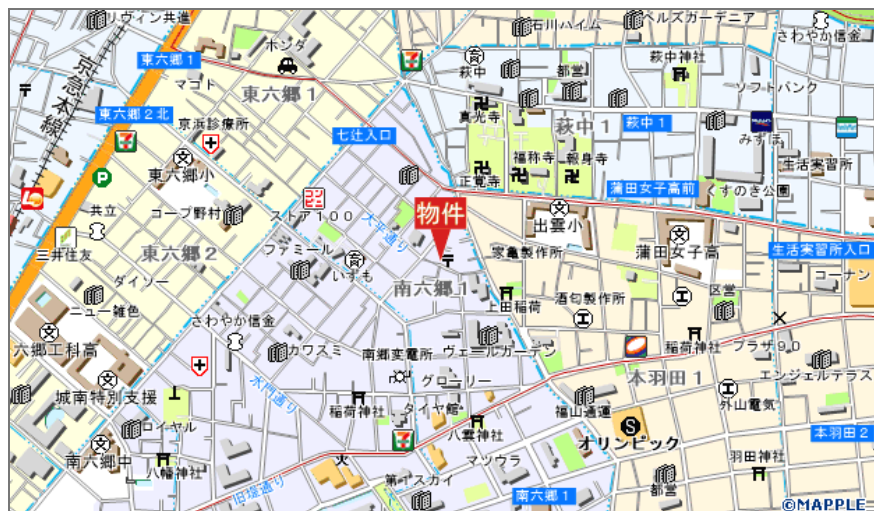 リヴィン共進
石川ハイム
ベルズガーデニア
さわやか信金
ホンダ
東六郷1
萩中
都営
萩中神社
京急本線
マコト
東六郷1
ソフトバンク
東六郷2北
京浜診療所
真光寺
萩中1
萩中1
七辻入口
みずほ
福称寺
報身寺
生活実習所
東六郷小
正覚寺
蒲田女子高前
くすのき公園
共立
コープ野村
コンビニ
ストア100
物件
出雲小
三井住友
東六郷2
太平通り
ファミール
家亀製作所
蒲田女子高
生活実習所入口
ダイソー
いずも
コーナン
南六郷1
区営
ニュー雑色
上田稲荷
酒匂製作所
さわやか信金
六郷工科高
カワスミ
南郷変電所
ヴェールガーデン
稲荷神社
プラザ90
水門通り
グローリー
本羽田1
エンジェルテラス
城南特別支援
稲荷神社
タイヤ館
福山通運
外山電気
ロイヤル
八雲神社
オリンピック
本羽田2
南六郷中
八幡神社
マツウラ
羽田神社
旧堤通り
第1スカイ
南六郷1
都営
©MAPPLE